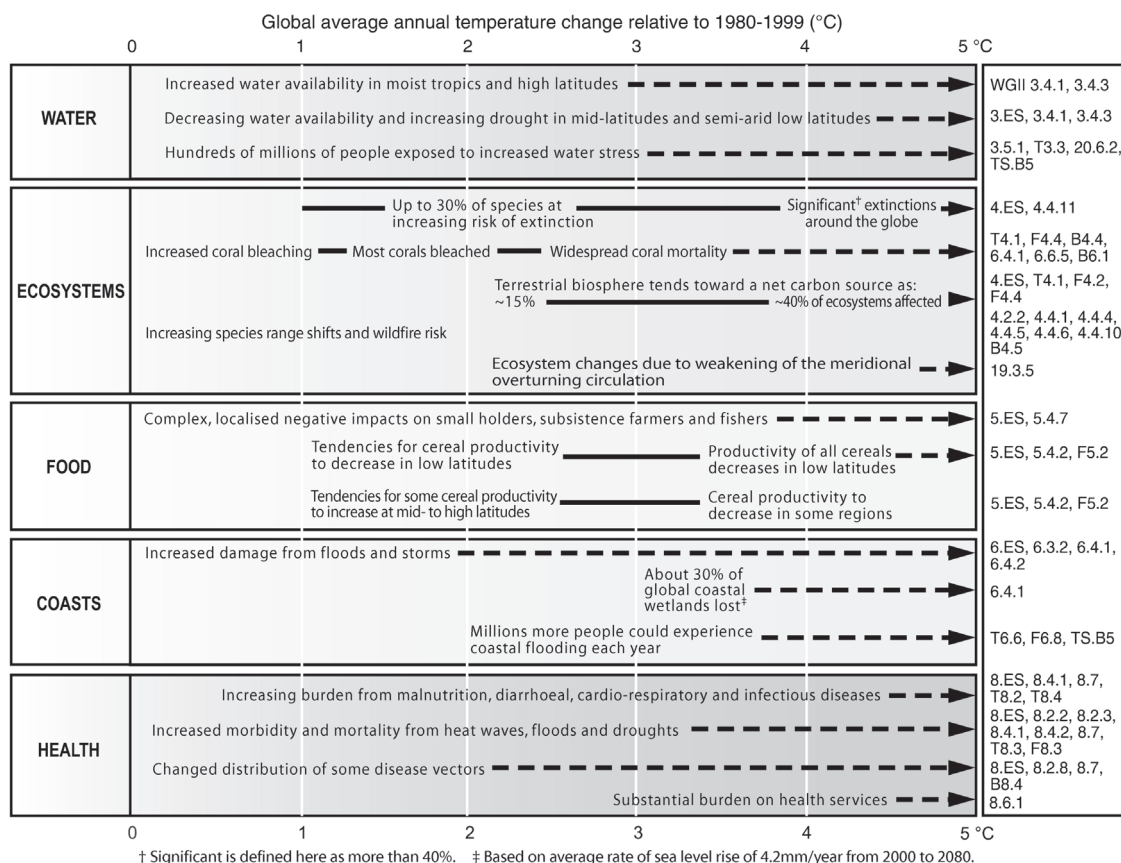 Global average annual temperature change relative to 1980-1999 (°C)
0 1 2 3 4 5 °C
WATER
Increased water availability in moist tropics and high latitudes
WGII 3.4.1, 3.4.3
Decreasing water availability and increasing drought in mid-latitudes and semi-arid low latitudes
3.ES, 3.4.1, 3.4.3
Hundreds of millions of people exposed to increased water stress
3.5.1, T3.3, 20.6.2,
TS.B5
ECOSYSTEMS
Up to 30% of species at
increasing risk of extinction
Significant† extinctions
around the globe
4.ES, 4.4.11
Increased coral bleaching Most corals bleached Widespread coral mortality
T4.1, F4.4, B4.4,
6.4.1, 6.6.5, B6.1
Terrestrial biosphere tends toward a net carbon source as:
~15% ~40% of ecosystems affected
4.ES, T4.1, F4.2,
F4.4
Increasing species range shifts and wildfire risk
4.2.2, 4.4.1, 4.4.4,
4.4.5, 4.4.6, 4.4.10,
B4.5
Ecosystem changes due to weakening of the meridional
overturning circulation
19.3.5
FOOD
Complex, localised negative impacts on small holders, subsistence farmers and fishers
5.ES, 5.4.7
Tendencies for cereal productivity
to decrease in low latitudes
Productivity of all cereals
decreases in low latitudes
5.ES, 5.4.2, F5.2
Tendencies for some cereal productivity
to increase at mid- to high latitudes
Cereal productivity to
decrease in some regions
5.ES, 5.4.2, F5.2
COASTS
Increased damage from floods and storms
6.ES, 6.3.2, 6.4.1,
6.4.2
About 30% of
global coastal
wetlands lost‡
6.4.1
Millions more people could experience
coastal flooding each year
T6.6, F6.8, TS.B5
HEALTH
Increasing burden from malnutrition, diarrhoeal, cardio-respiratory and infectious diseases
8.ES, 8.4.1, 8.7,
T8.2, T8.4
Increased morbidity and mortality from heat waves, floods and droughts
8.ES, 8.2.2, 8.2.3,
8.4.1, 8.4.2, 8.7,
T8.3, F8.3
Changed distribution of some disease vectors
8.ES, 8.2.8, 8.7,
B8.4
Substantial burden on health services
8.6.1
0 1 2 3 4 5 °C
† Significant is defined here as more than 40%. ‡ Based on average rate of sea level rise of 4.2mm/year from 2000 to 2080.